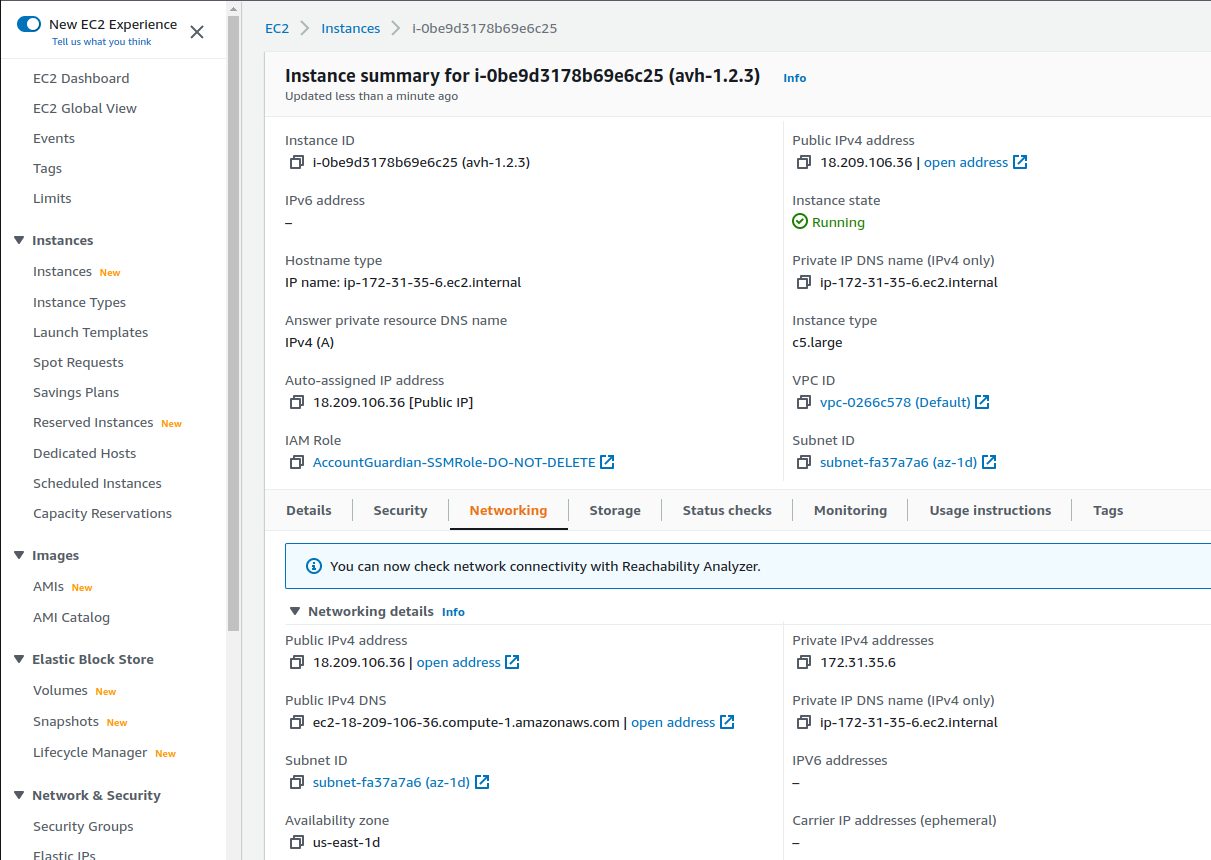 New EC2 Experience
Tell us what you think
EC2 Dashboard
EC2 Global View
Events
Tags
Limits
Instances
Instances New
Instance Types
Launch Templates
Spot Requests
Savings Plans
Reserved Instances New
Dedicated Hosts
Scheduled Instances
Capacity Reservations
Images
AMIs New
AMI Catalog
Elastic Block Store
Volumes New
Snapshots New
Lifecycle Manager New
Network & Security
Security Groups
Elastic IPs
EC2 Instances i-0be9d3178b69e6c25
Instance summary for i-0be9d3178b69e6c25 (avh-1.2.3) Info
Updated less than a minute ago
Instance ID
i-0be9d3178b69e6c25 (avh-1.2.3)
Public IPv4 address
18.209.106.36 | open address
IPv6 address
–
Instance state
Running
Hostname type
IP name: ip-172-31-35-6.ec2.internal
Private IP DNS name (IPv4 only)
ip-172-31-35-6.ec2.internal
Answer private resource DNS name
IPv4 (A)
Instance type
c5.large
Auto-assigned IP address
18.209.106.36 [Public IP]
VPC ID
vpc-0266c578 (Default)
IAM Role
AccountGuardian-SSMRole-DO-NOT-DELETE
Subnet ID
subnet-fa37a7a6 (az-1d)
Details Security Networking Storage Status checks Monitoring Usage instructions Tags
You can now check network connectivity with Reachability Analyzer.
Networking details Info
Public IPv4 address
18.209.106.36 | open address
Private IPv4 addresses
172.31.35.6
Public IPv4 DNS
ec2-18-209-106-36.compute-1.amazonaws.com | open address
Private IP DNS name (IPv4 only)
ip-172-31-35-6.ec2.internal
Subnet ID
subnet-fa37a7a6 (az-1d)
IPV6 addresses
–
Availability zone
us-east-1d
Carrier IP addresses (ephemeral)
–